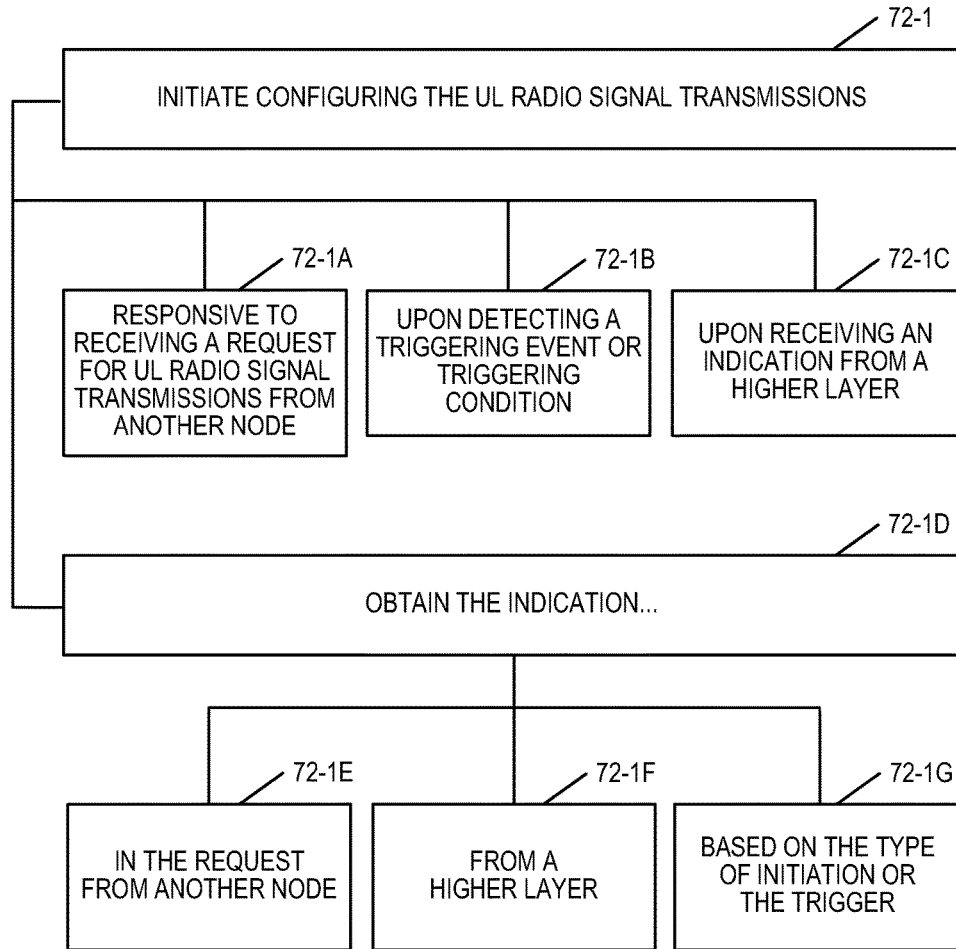 72-1
INITIATE CONFIGURING THE UL RADIO SIGNAL TRANSMISSIONS
72-1A
RESPONSIVE TO
RECEIVING A REQUEST
FOR UL RADIO SIGNAL
TRANSMISSIONS FROM
ANOTHER NODE
72-1B
UPON DETECTING A
TRIGGERING EVENT OR
TRIGGERING
CONDITION
72-1C
UPON RECEIVING AN
INDICATION FROM A
HIGHER LAYER
72-1D
OBTAIN THE INDICATION...
72-1E
IN THE REQUEST
FROM ANOTHER NODE
72-1F
FROM A
HIGHER LAYER
72-1G
BASED ON THE TYPE
OF INITIATION OR
THE TRIGGER